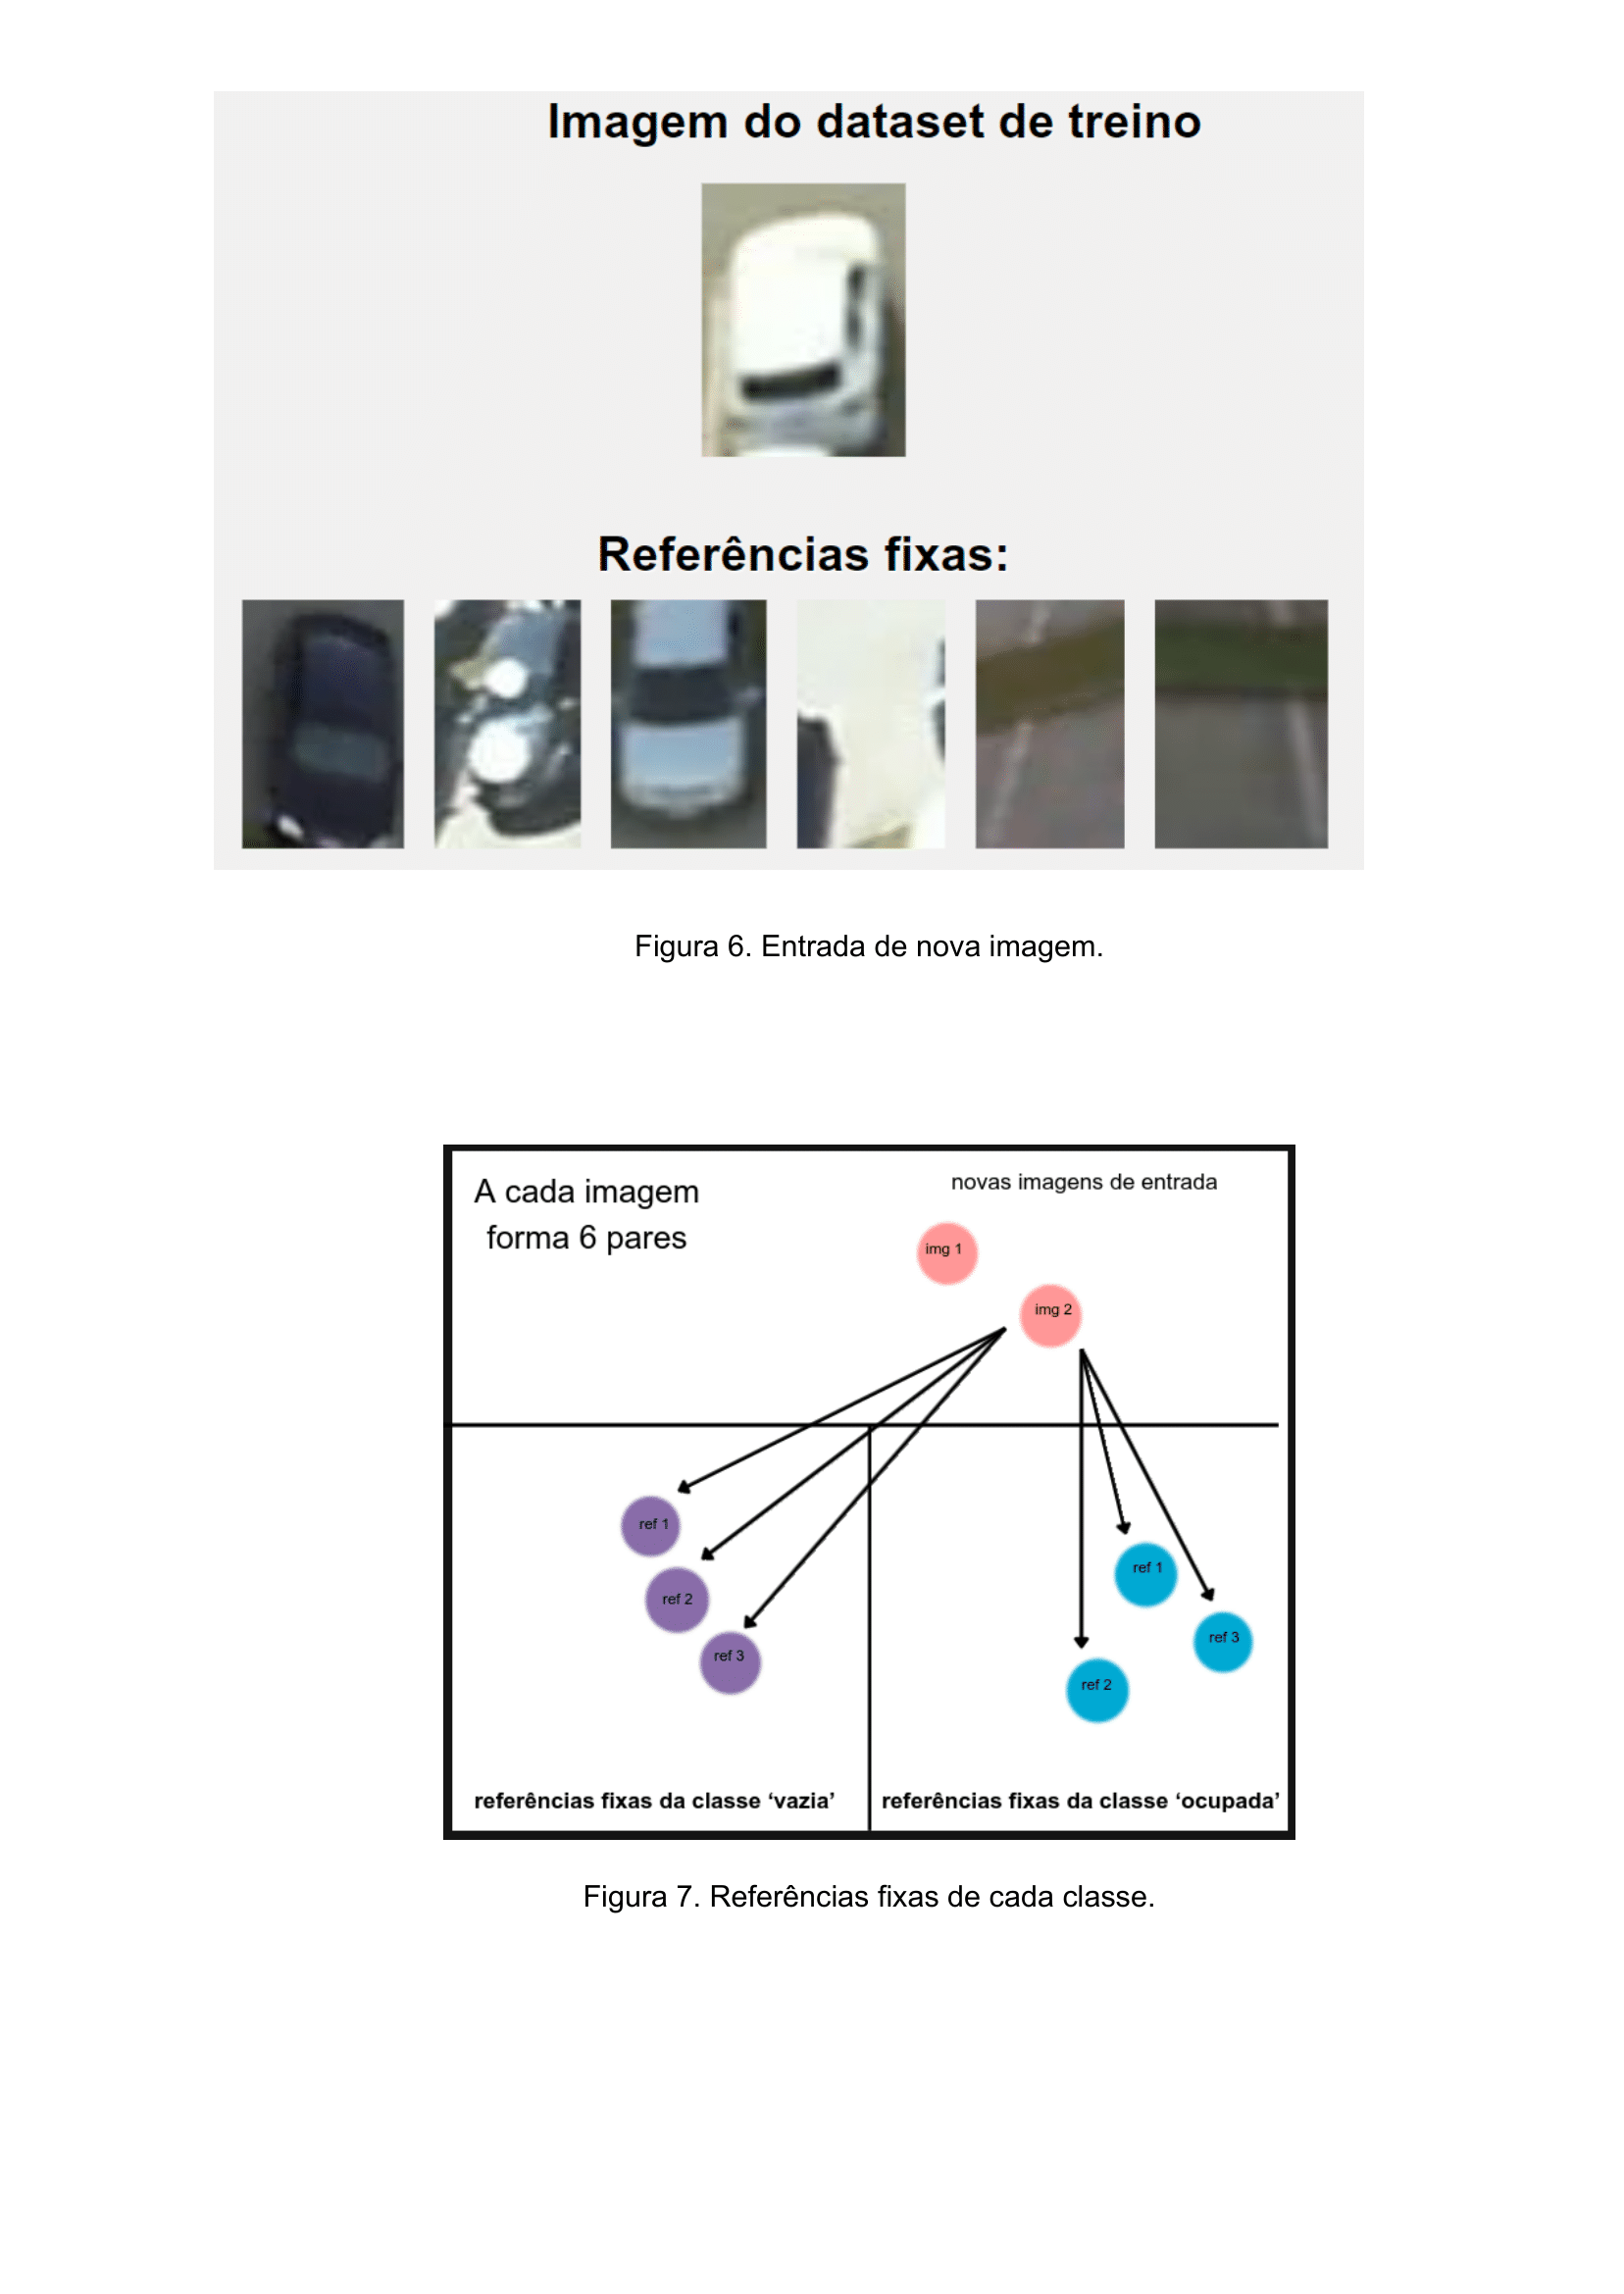 Imagem do dataset de treino
Referências fixas:
Figura 6. Entrada de nova imagem.
A cada imagem
forma 6 pares
novas imagens de entrada
img 1
img 2
ref 1
ref 2
ref 3
ref 1
ref 3
ref 2
referências fixas da classe ‘vazia’
referências fixas da classe ‘ocupada’
Figura 7. Referências fixas de cada classe.